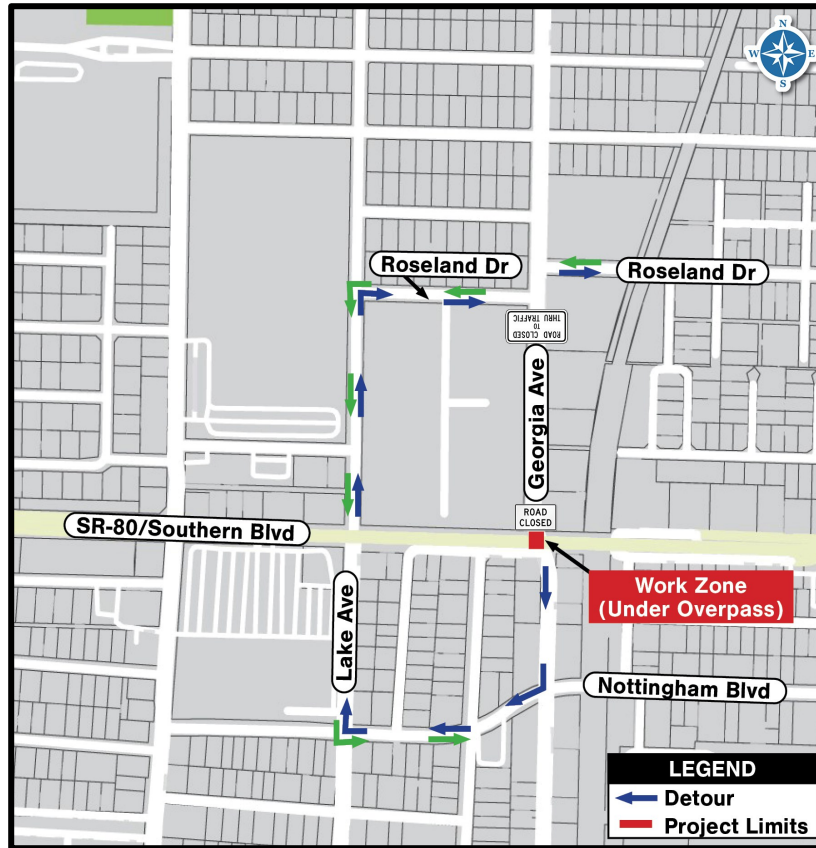 N
W E
S
Roseland Dr
Roseland Dr
ROAD CLOSED
TO
THRU TRAFFIC
Georgia Ave
ROAD
CLOSED
SR-80/Southern Blvd
Work Zone
(Under Overpass)
Lake Ave
Nottingham Blvd
LEGEND
Detour
Project Limits